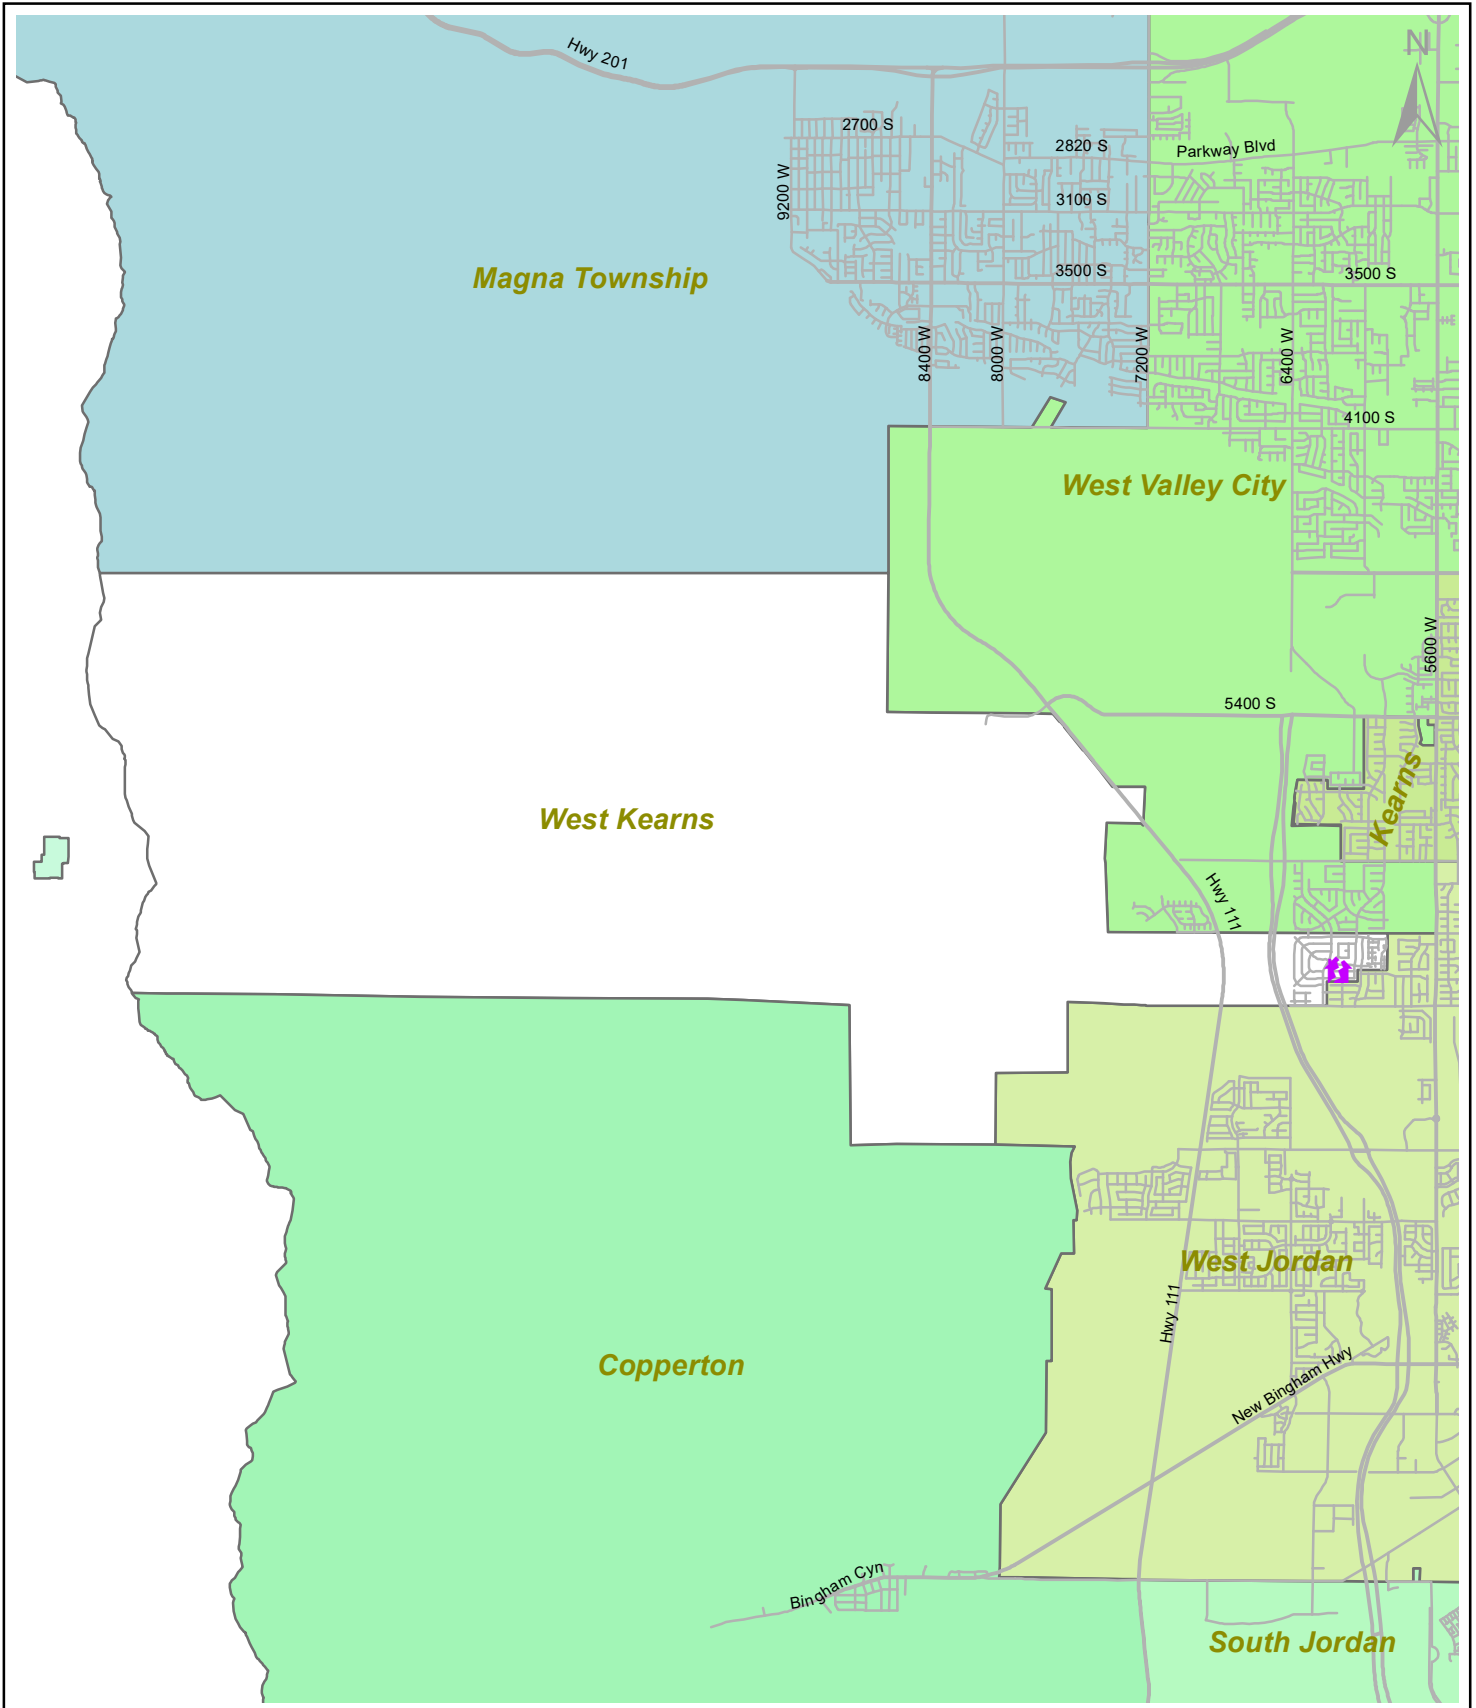 N
Hwy 201
2700 S
2820 S
Parkway Blvd
9200 W
3100 S
Magna Township
3500 S
3500 S
8400 W
8000 W
7200 W
6400 W
4100 S
West Valley City
5600 W
5400 S
Kearns
West Kearns
Hwy 111
West Jordan
Hwy 111
Copperton
New Bingham Hwy
Bingham Cyn
South Jordan